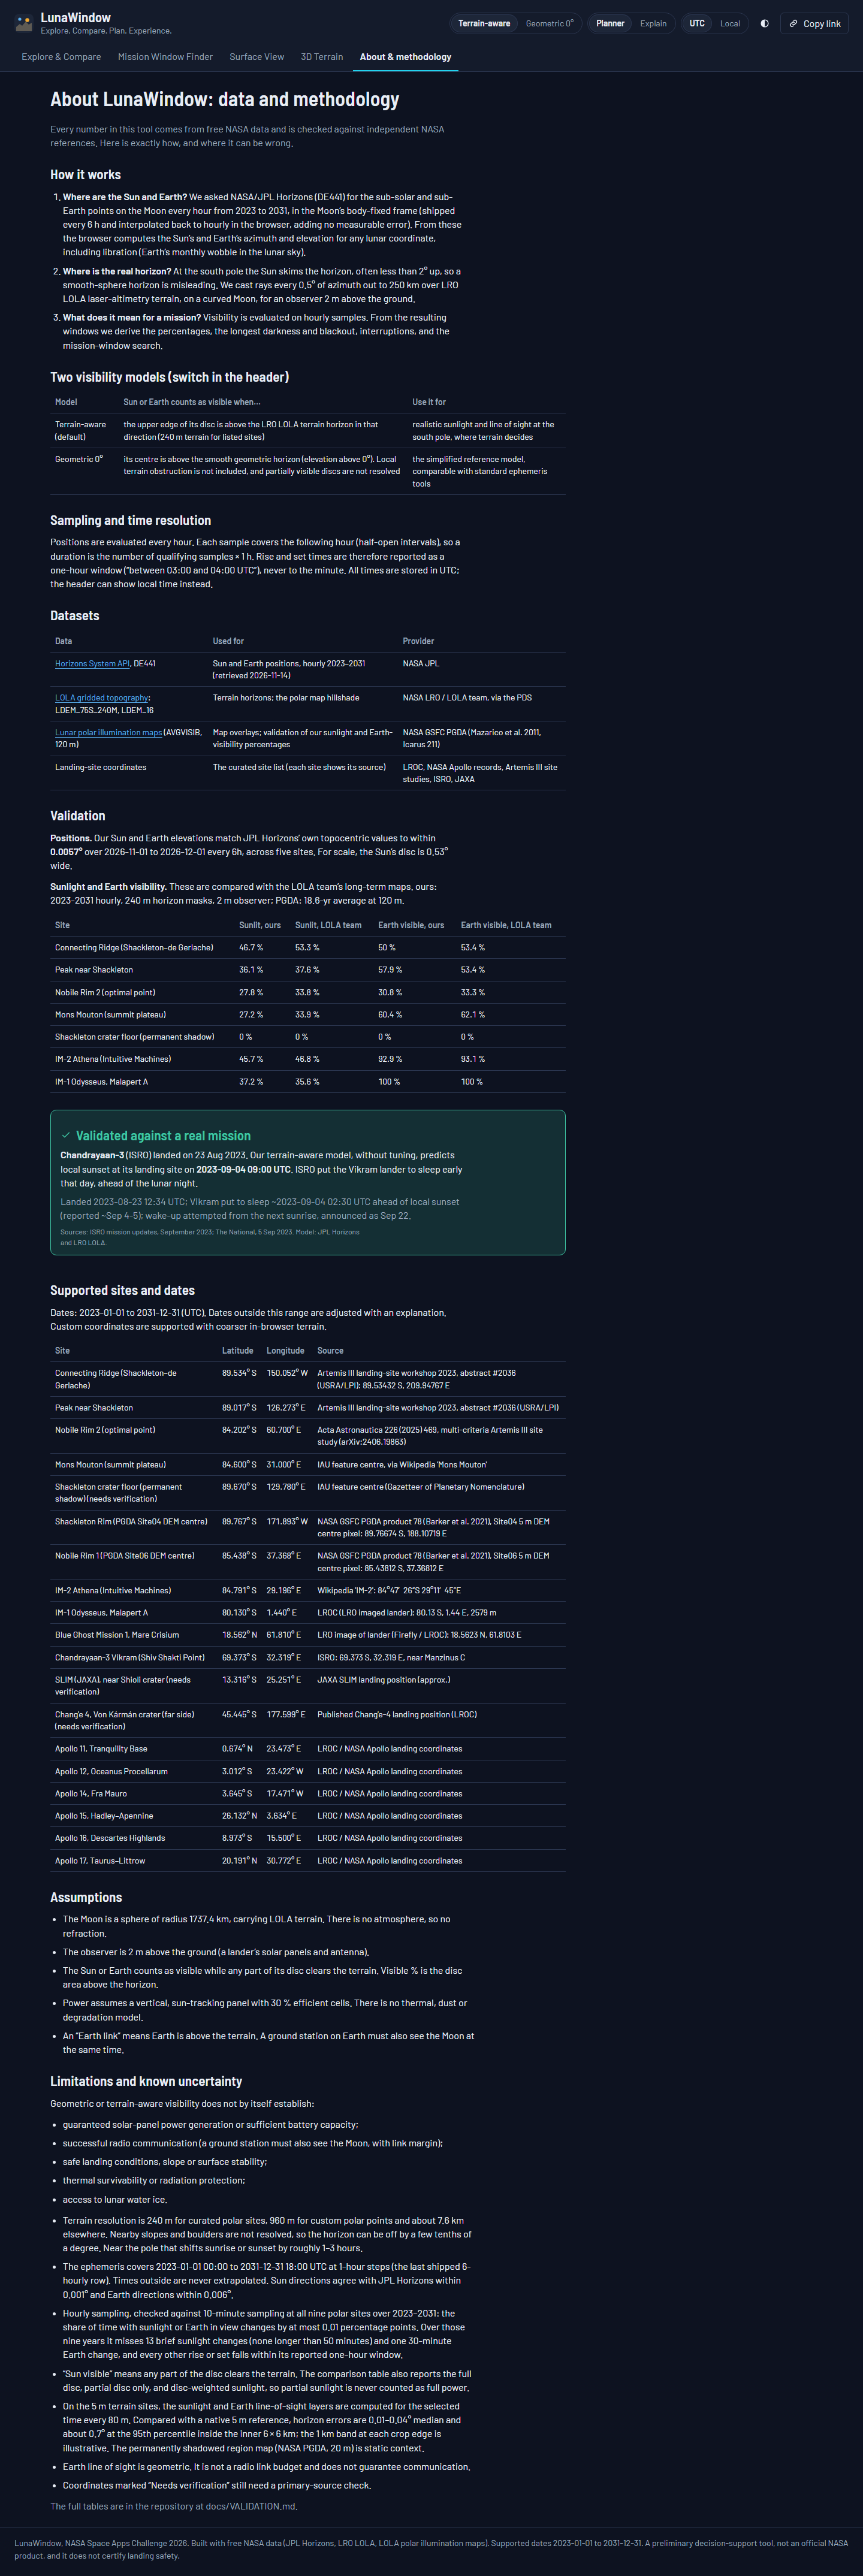 LunaWindow
Explore. Compare. Plan. Experience.
Terrain-aware Geometric 0° Planner Explain UTC Local Copy link
Explore & Compare Mission Window Finder Surface View 3D Terrain About & methodology
About LunaWindow: data and methodology
Every number in this tool comes from free NASA data and is checked against independent NASA
references. Here is exactly how, and where it can be wrong.
How it works
1. Where are the Sun and Earth? We asked NASA/JPL Horizons (DE441) for the sub-solar and sub-
Earth points on the Moon every hour from 2023 to 2031, in the Moon's body-fixed frame (shipped
every 6 h and interpolated back to hourly in the browser, adding no measurable error). From these
the browser computes the Sun's and Earth's azimuth and elevation for any lunar coordinate,
including libration (Earth's monthly wobble in the lunar sky).
2. Where is the real horizon? At the south pole the Sun skims the horizon, often less than 2° up, so a
smooth-sphere horizon is misleading. We cast rays every 0.5° of azimuth out to 250 km over LRO
LOLA laser-altimetry terrain, on a curved Moon, for an observer 2 m above the ground.
3. What does it mean for a mission? Visibility is evaluated on hourly samples. From the resulting
windows we derive the percentages, the longest darkness and blackout, interruptions, and the
mission-window search.
Two visibility models (switch in the header)
Model Sun or Earth counts as visible when… Use it for
Terrain-aware the upper edge of its disc is above the LRO LOLA terrain horizon in that realistic sunlight and line of sight at the
(default) direction (240 m terrain for listed sites) south pole, where terrain decides
Geometric 0° its centre is above the smooth geometric horizon (elevation above 0°). Local the simplified reference model,
terrain obstruction is not included, and partially visible discs are not resolved comparable with standard ephemeris
tools
Sampling and time resolution
Positions are evaluated every hour. Each sample covers the following hour (half-open intervals), so a
duration is the number of qualifying samples × 1 h. Rise and set times are therefore reported as a
one-hour window ("between 03:00 and 04:00 UTC"), never to the minute. All times are stored in UTC;
the header can show local time instead.
Datasets
Data Used for Provider
Horizons System API, DE441 Sun and Earth positions, hourly 2023–2031 NASA JPL
(retrieved 2026-11-14)
LOLA gridded topography: Terrain horizons; the polar map hillshade NASA LRO / LOLA team, via the PDS
LDEM_75S_240M, LDEM_16
Lunar polar illumination maps (AVGVISIB, Map overlays; validation of our sunlight and Earth- NASA GSFC PGDA (Mazarico et al. 2011,
120 m) visibility percentages Icarus 211)
Landing-site coordinates The curated site list (each site shows its source) LROC, NASA Apollo records, Artemis III site
studies, ISRO, JAXA
Validation
Positions. Our Sun and Earth elevations match JPL Horizons' own topocentric values to within
0.0057° over 2026-11-01 to 2026-12-01 every 6h, across five sites. For scale, the Sun's disc is 0.53°
wide.
Sunlight and Earth visibility. These are compared with the LOLA team's long-term maps. ours:
2023-2031 hourly, 240 m horizon masks, 2 m observer; PGDA: 18.6-yr average at 120 m.
Site Sunlit, ours Sunlit, LOLA team Earth visible, ours Earth visible, LOLA team
Connecting Ridge (Shackleton–de Gerlache) 46.7 % 53.3 % 50 % 53.4 %
Peak near Shackleton 36.1 % 37.6 % 57.9 % 53.4 %
Nobile Rim 2 (optimal point) 27.8 % 33.8 % 30.8 % 33.3 %
Mons Mouton (summit plateau) 27.2 % 33.9 % 60.4 % 62.1 %
Shackleton crater floor (permanent shadow) 0 % 0 % 0 % 0 %
IM-2 Athena (Intuitive Machines) 45.7 % 46.8 % 92.9 % 93.1 %
IM-1 Odysseus, Malapert A 37.2 % 35.6 % 100 % 100 %
✓ Validated against a real mission
Chandrayaan-3 (ISRO) landed on 23 Aug 2023. Our terrain-aware model, without tuning, predicts
local sunset at its landing site on 2023-09-04 09:00 UTC. ISRO put the Vikram lander to sleep early
that day, ahead of the lunar night.
Landed 2023-08-23 12:34 UTC; Vikram put to sleep ~2023-09-04 02:30 UTC ahead of local sunset
(reported ~Sep 4-5); wake-up attempted from the next sunrise, announced as Sep 22.
Sources: ISRO mission updates, September 2023; The National, 5 Sep 2023. Model: JPL Horizons
and LRO LOLA.
Supported sites and dates
Dates: 2023-01-01 to 2031-12-31 (UTC). Dates outside this range are adjusted with an explanation.
Custom coordinates are supported with coarser in-browser terrain.
Site Latitude Longitude Source
Connecting Ridge (Shackleton–de 89.534° S 150.052° W Artemis III landing-site workshop 2023, abstract #2036
Gerlache) (USRA/LPI): 89.53432 S, 209.94767 E
Peak near Shackleton 89.017° S 126.273° E Artemis III landing-site workshop 2023, abstract #2036 (USRA/LPI)
Nobile Rim 2 (optimal point) 84.202° S 60.700° E Acta Astronautica 226 (2025) 469, multi-criteria Artemis III site
study (arXiv:2406.19863)
Mons Mouton (summit plateau) 84.600° S 31.000° E IAU feature centre, via Wikipedia 'Mons Mouton'
Shackleton crater floor (permanent 89.670° S 129.780° E IAU feature centre (Gazetteer of Planetary Nomenclature)
shadow) (needs verification)
Shackleton Rim (PGDA Site04 DEM centre) 89.767° S 171.893° W NASA GSFC PGDA product 78 (Barker et al. 2021), Site04 5 m DEM
centre pixel: 89.76674 S, 188.10719 E
Nobile Rim 1 (PGDA Site06 DEM centre) 85.438° S 37.368° E NASA GSFC PGDA product 78 (Barker et al. 2021), Site06 5 m DEM
centre pixel: 85.43812 S, 37.36812 E
IM-2 Athena (Intuitive Machines) 84.791° S 29.196° E Wikipedia 'IM-2': 84°47′26″S 29°11′45″E
IM-1 Odysseus, Malapert A 80.130° S 1.440° E LROC (LRO imaged lander): 80.13 S, 1.44 E, 2579 m
Blue Ghost Mission 1, Mare Crisium 18.562° N 61.810° E LRO image of lander (Firefly / LROC): 18.5623 N, 61.8103 E
Chandrayaan-3 Vikram (Shiv Shakti Point) 69.373° S 32.319° E ISRO: 69.373 S, 32.319 E, near Manzinus C
SLIM (JAXA), near Shioli crater (needs 13.316° S 25.251° E JAXA SLIM landing position (approx.)
verification)
Chang'e 4, Von Kármán crater (far side) 45.445° S 177.599° E Published Chang'e-4 landing position (LROC)
(needs verification)
Apollo 11, Tranquility Base 0.674° N 23.473° E LROC / NASA Apollo landing coordinates
Apollo 12, Oceanus Procellarum 3.012° S 23.422° W LROC / NASA Apollo landing coordinates
Apollo 14, Fra Mauro 3.645° S 17.471° W LROC / NASA Apollo landing coordinates
Apollo 15, Hadley–Apennine 26.132° N 3.634° E LROC / NASA Apollo landing coordinates
Apollo 16, Descartes Highlands 8.973° S 15.500° E LROC / NASA Apollo landing coordinates
Apollo 17, Taurus–Littrow 20.191° N 30.772° E LROC / NASA Apollo landing coordinates
Assumptions
• The Moon is a sphere of radius 1737.4 km, carrying LOLA terrain. There is no atmosphere, so no
refraction.
• The observer is 2 m above the ground (a lander's solar panels and antenna).
• The Sun or Earth counts as visible while any part of its disc clears the terrain. Visible % is the disc
area above the horizon.
• Power assumes a vertical, sun-tracking panel with 30 % efficient cells. There is no thermal, dust or
degradation model.
• An "Earth link" means Earth is above the terrain. A ground station on Earth must also see the Moon at
the same time.
Limitations and known uncertainty
Geometric or terrain-aware visibility does not by itself establish:
• guaranteed solar-panel power generation or sufficient battery capacity;
• successful radio communication (a ground station must also see the Moon, with link margin);
• safe landing conditions, slope or surface stability;
• thermal survivability or radiation protection;
• access to lunar water ice.
• Terrain resolution is 240 m for curated polar sites, 960 m for custom polar points and about 7.6 km
elsewhere. Nearby slopes and boulders are not resolved, so the horizon can be off by a few tenths of
a degree. Near the pole that shifts sunrise or sunset by roughly 1–3 hours.
• The ephemeris covers 2023-01-01 00:00 to 2031-12-31 18:00 UTC at 1-hour steps (the last shipped 6-
hourly row). Times outside are never extrapolated. Sun directions agree with JPL Horizons within
0.001° and Earth directions within 0.006°.
• Hourly sampling, checked against 10-minute sampling at all nine polar sites over 2023–2031: the
share of time with sunlight or Earth in view changes by at most 0.01 percentage points. Over those
nine years it misses 13 brief sunlight changes (none longer than 50 minutes) and one 30-minute
Earth change, and every other rise or set falls within its reported one-hour window.
• "Sun visible" means any part of the disc clears the terrain. The comparison table also reports the full
disc, partial disc only, and disc-weighted sunlight, so partial sunlight is never counted as full power.
• On the 5 m terrain sites, the sunlight and Earth line-of-sight layers are computed for the selected
time every 80 m. Compared with a native 5 m reference, horizon errors are 0.01–0.04° median and
about 0.7° at the 95th percentile inside the inner 6 × 6 km; the 1 km band at each crop edge is
illustrative. The permanently shadowed region map (NASA PGDA, 20 m) is static context.
• Earth line of sight is geometric. It is not a radio link budget and does not guarantee communication.
• Coordinates marked "Needs verification" still need a primary-source check.
The full tables are in the repository at docs/VALIDATION.md.
LunaWindow, NASA Space Apps Challenge 2026. Built with free NASA data (JPL Horizons, LRO LOLA, LOLA polar illumination maps). Supported dates 2023-01-01 to 2031-12-31. A preliminary decision-support tool, not an official NASA
product, and it does not certify landing safety.